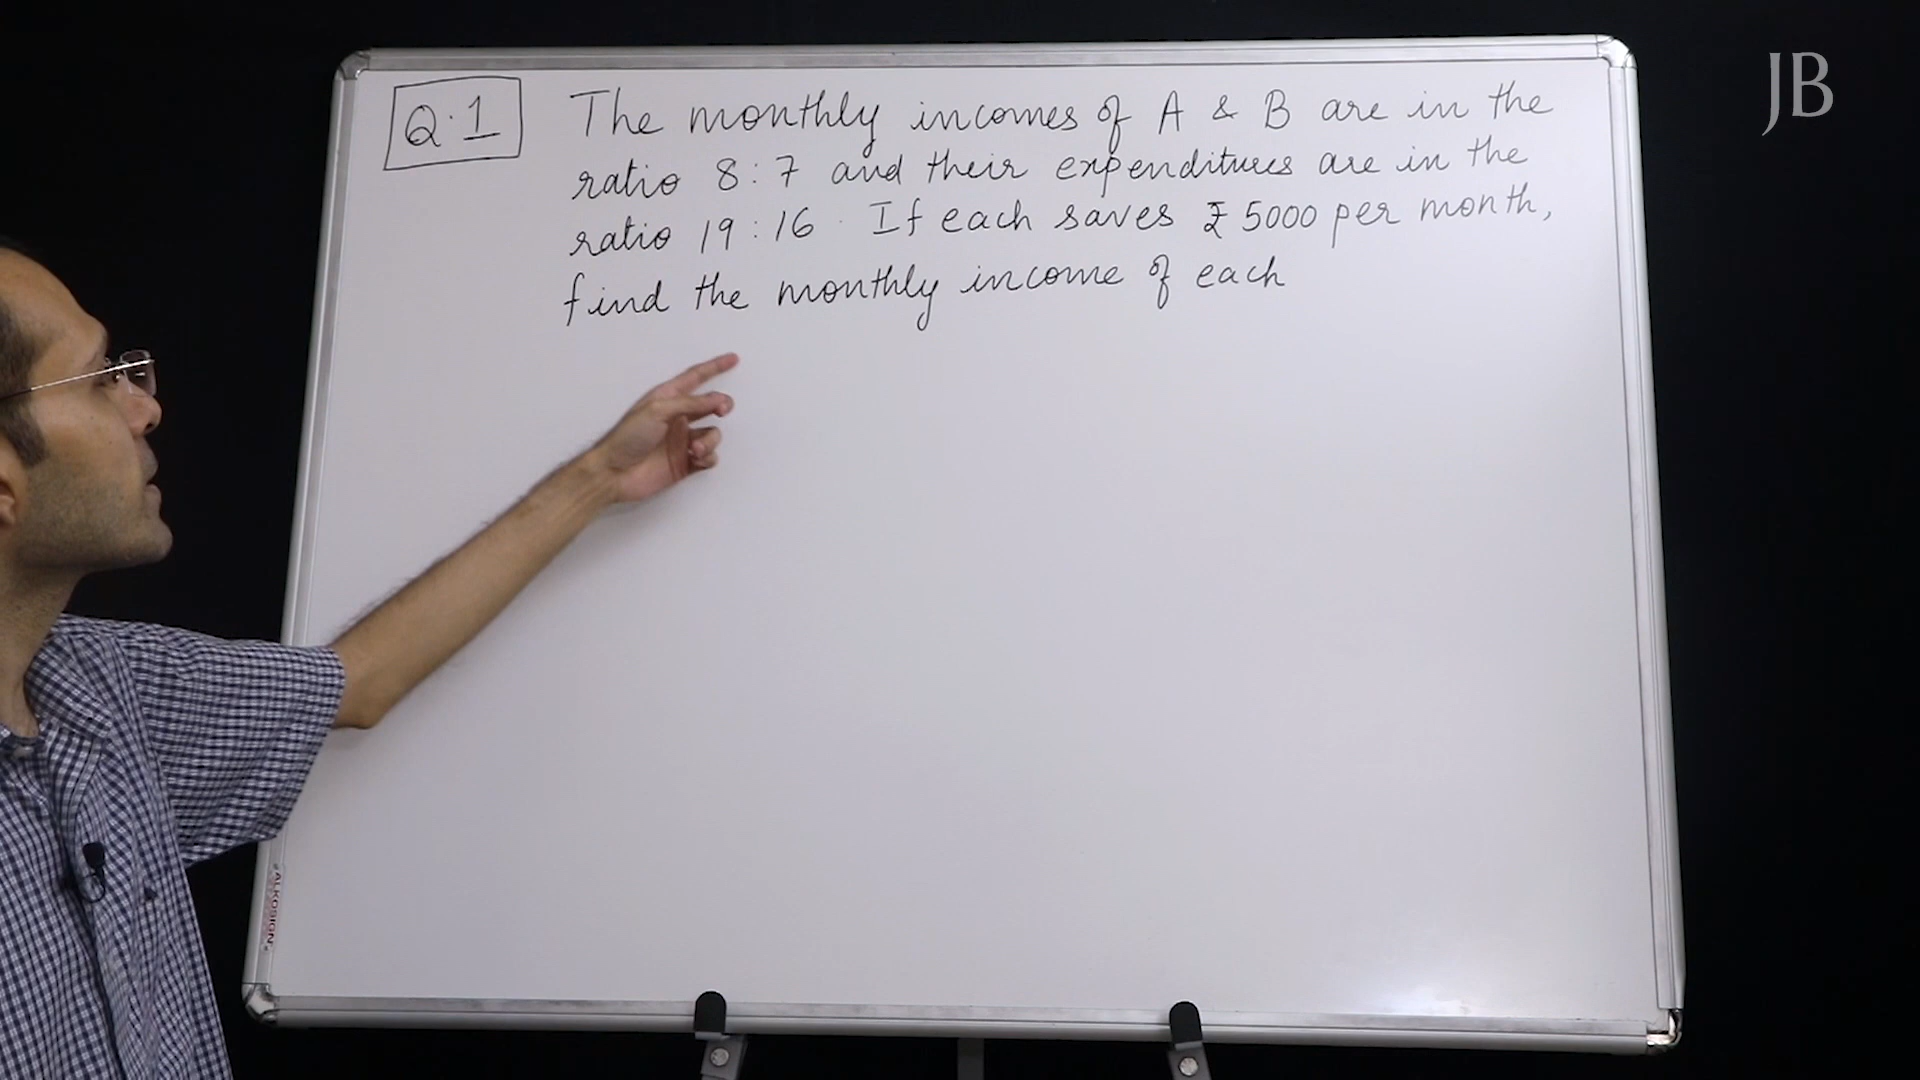 JB
Q.1 The monthly incomes of A & B are in the
ratio 8:7 and their expenditures are in the
ratio 19:16. If each saves ₹ 5000 per month,
find the monthly income of each
ALKOSIGN